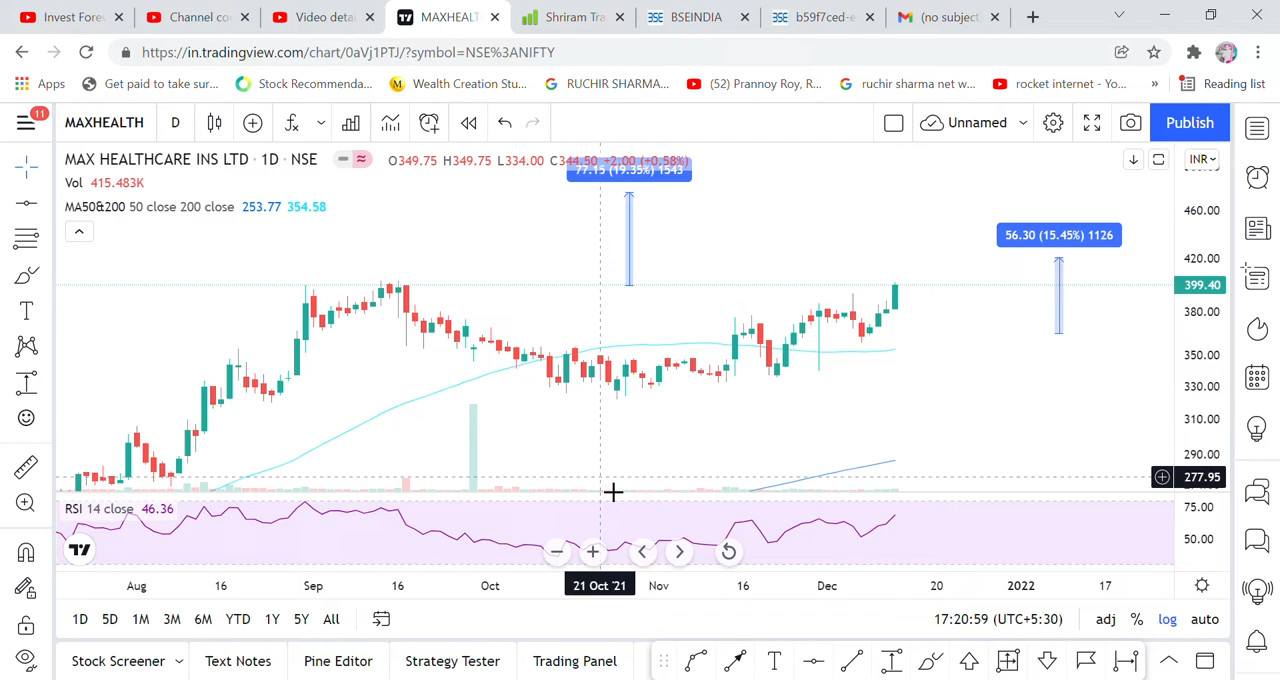 Invest Fore
Channel co
Video detai
MAXHEALT
Shriram Tra
BSEINDIA
b59f7ced-e
(no subject
https://in.tradingview.com/chart/0aVj1PTJ/?symbol=NSE%3ANIFTY
Apps
Get paid to take sur...
Stock Recommenda...
Wealth Creation Stu...
RUCHIR SHARMA...
(52) Prannoy Roy, R...
ruchir sharma net w...
rocket internet - Yo...
»
Reading list
11
MAXHEALTH
D
Unnamed
Publish
MAX HEALTHCARE INS LTD · 1D · NSE
O349.75 H349.75 L334.00 C344.50 +2.00 (+0.58%)
INR
77.15 (19.35%) 1543
Vol 415.483K
MA50&200 50 close 200 close 253.77 354.58
460.00
56.30 (15.45%) 1126
420.00
399.40
380.00
350.00
330.00
310.00
290.00
277.95
RSI 14 close 46.36
75.00
50.00
Aug
16
Sep
16
Oct
21 Oct '21
Nov
16
Dec
20
2022
17
1D
5D
1M
3M
6M
YTD
1Y
5Y
All
17:20:59 (UTC+5:30)
adj
%
log
auto
Stock Screener
Text Notes
Pine Editor
Strategy Tester
Trading Panel